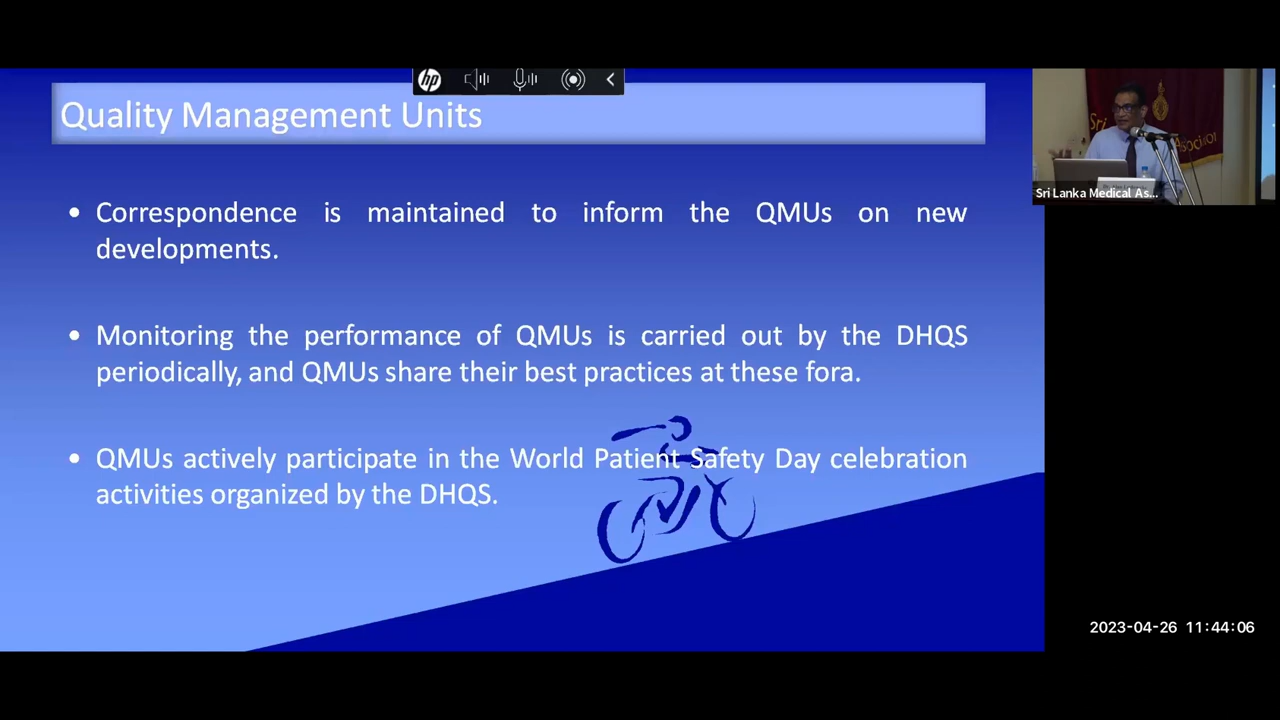 hp
Quality Management Units
• Correspondence is maintained to inform the QMUs on new
developments.
• Monitoring the performance of QMUs is carried out by the DHQS
periodically, and QMUs share their best practices at these fora.
• QMUs actively participate in the World Patient Safety Day celebration
activities organized by the DHQS.
Sri
Associat
Sri Lanka Medical As...
2023-04-26 11:44:06